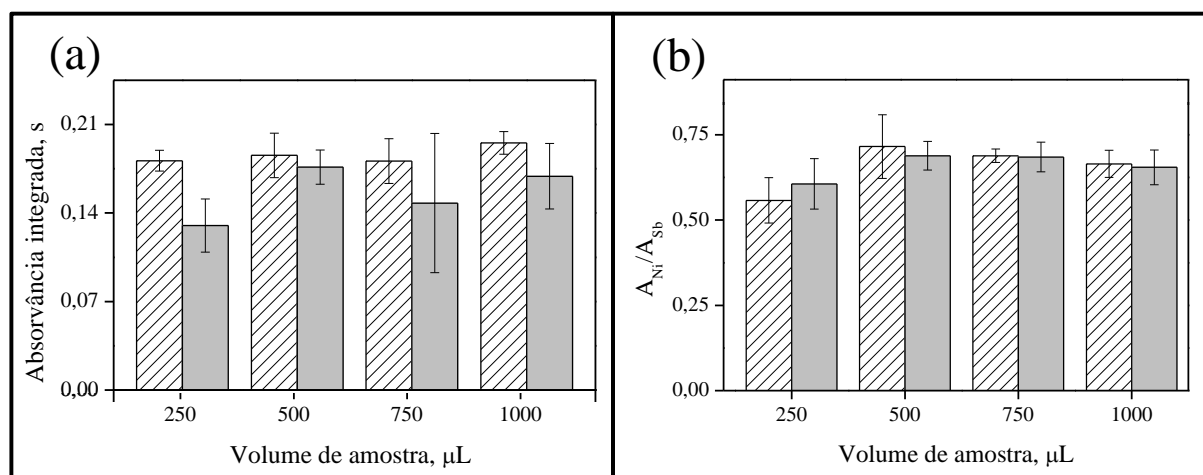 (a)
Absorvância integrada, s
0,21
0,14
0,07
0,00
250 500 750 1000
Volume de amostra, μL
(b)
A_Ni/A_Sb
0,75
0,50
0,25
0,00
250 500 750 1000
Volume de amostra, μL